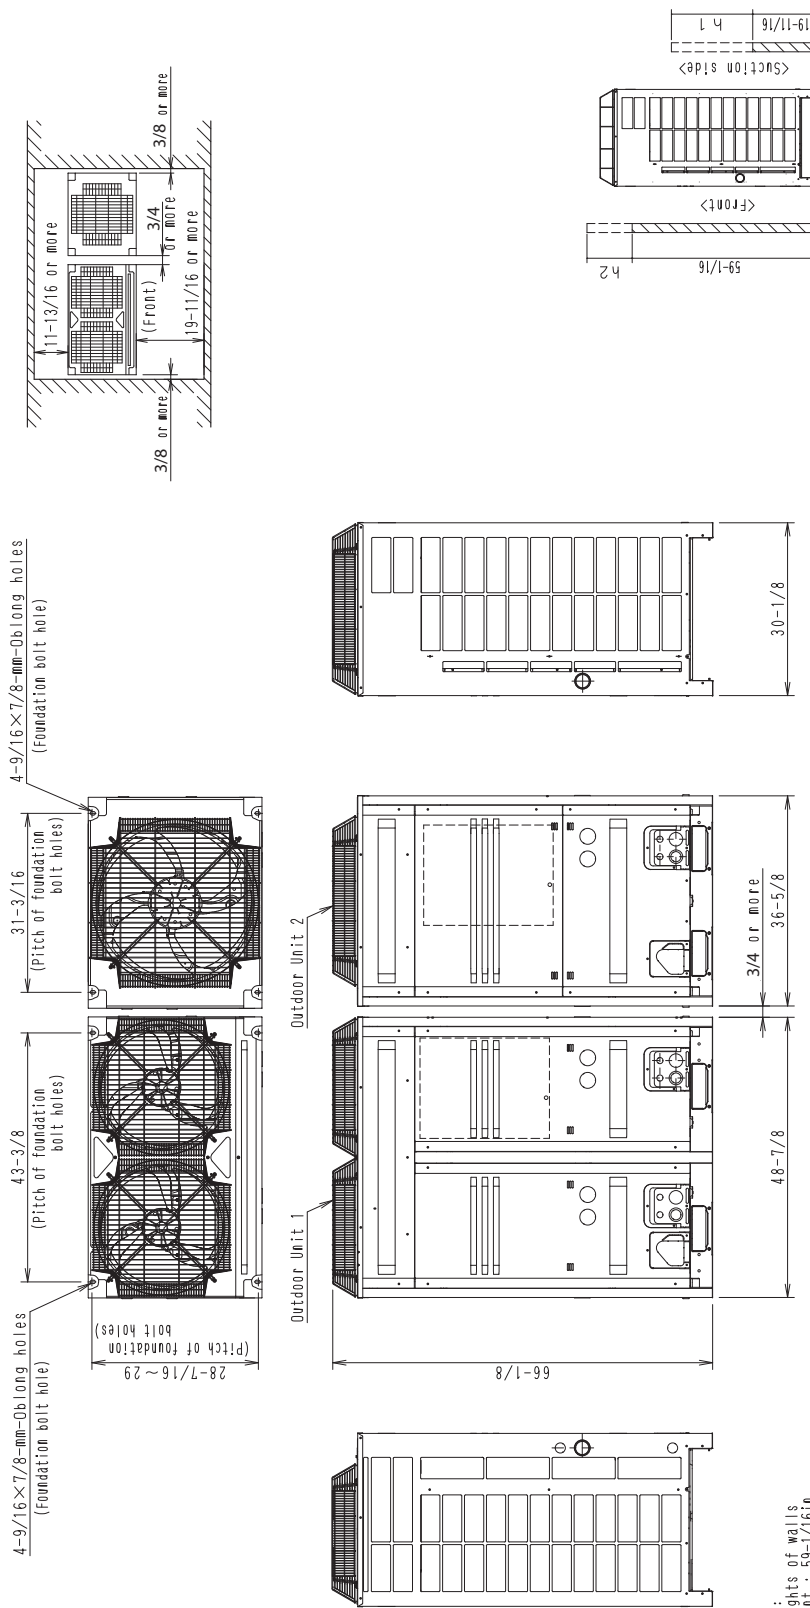 4-9/16×7/8-mm-Oblong holes
(Foundation bolt hole)
43-3/8
(Pitch of foundation
bolt holes)
31-3/16
(Pitch of foundation
bolt holes)
4-9/16×7/8-mm-Oblong holes
(Foundation bolt hole)
28-7/16~29
(Pitch of foundation
bolt holes)
3/8 or more
11-13/16 or more
(Front)
3/4
or more
19-11/16 or more
3/8 or more
Outdoor Unit 1
Outdoor Unit 2
66-1/8
48-7/8
3/4 or more
36-5/8
30-1/8
h2
59-1/16
<Front>
<Suction side>
h1
19-11/16
ghts of walls
59-1/16in